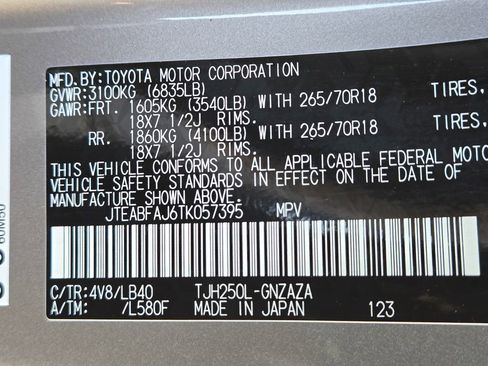 MFD.BY:TOYOTA MOTOR CORPORATION
GVWR:3100KG (6835LB)
GAWR:FRT. 1605KG (3540LB) WITH 265/70R18 TIRES,
18X7 1/2J RIMS.
RR. 1860KG (4100LB) WITH 265/70R18 TIRES,
18X7 1/2J RIMS.
THIS VEHICLE CONFORMS TO ALL APPLICABLE FEDERAL MOTO
VEHICLE SAFETY STANDARDS IN EFFECT ON THE DATE OF
MANUFACTURE SHOWN ABOVE.
JTEABFAJ6TK057395 MPV
C/TR:4V8/LB40 TJH250L-GNZAZA
A/TM: /L580F MADE IN JAPAN 123